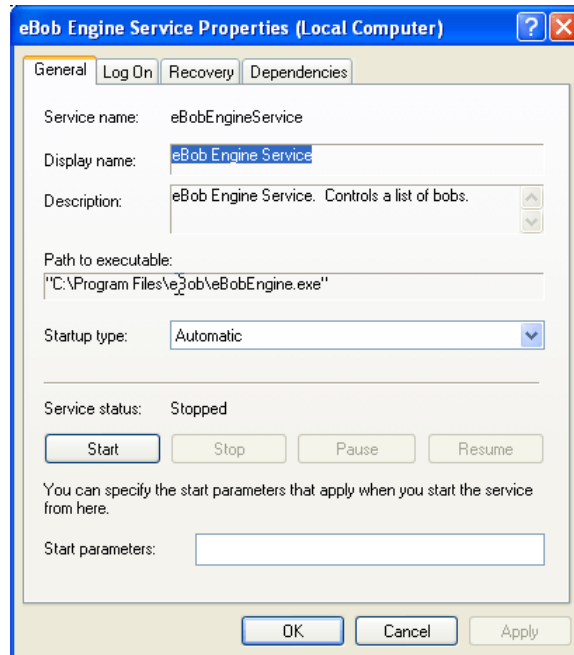 eBob Engine Service Properties (Local Computer)
General Log On Recovery Dependencies
Service name: eBobEngineService
Display name: eBob Engine Service
Description: eBob Engine Service. Controls a list of bobs.
Path to executable:
"C:\Program Files\eBob\eBobEngine.exe"
Startup type: Automatic
Service status: Stopped
Start Stop Pause Resume
You can specify the start parameters that apply when you start the service
from here.
Start parameters:
OK Cancel Apply